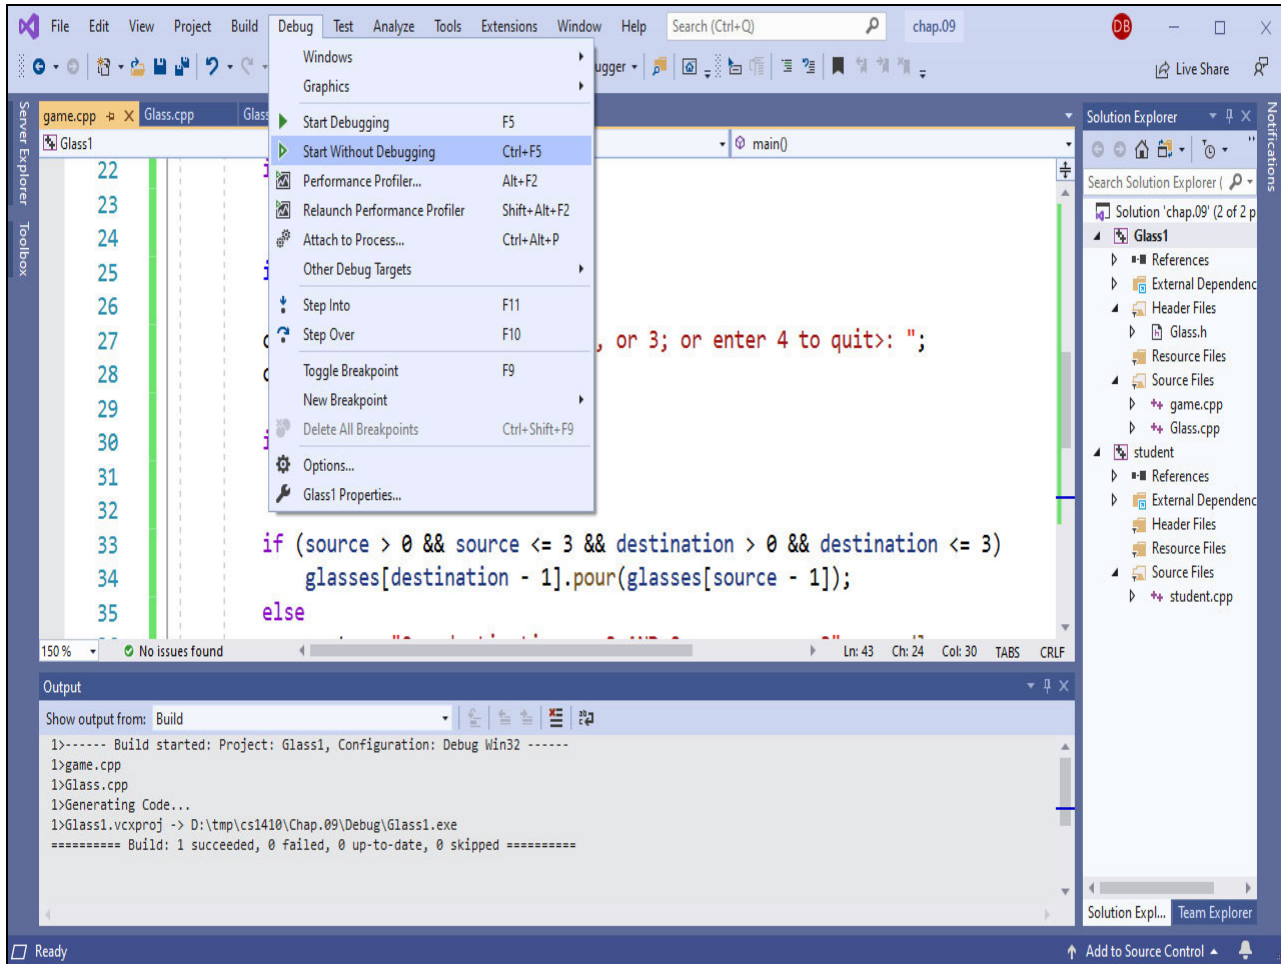 File Edit View Project Build Debug Test Analyze Tools Extensions Window Help Search (Ctrl+Q) chap.09 DB
ugger Live Share
Server Explorer
Toolbox
game.cpp Glass.cpp Glass
Glass1 main()
Windows
Graphics
Start Debugging F5
Start Without Debugging Ctrl+F5
Performance Profiler... Alt+F2
Relaunch Performance Profiler Shift+Alt+F2
Attach to Process... Ctrl+Alt+P
Other Debug Targets
Step Into F11
Step Over F10
Toggle Breakpoint F9
New Breakpoint
Delete All Breakpoints Ctrl+Shift+F9
Options...
Glass1 Properties...
22
23
24
25
26
27 , or 3; or enter 4 to quit>: ";
28
29
30
31
32
33 if (source > 0 && source <= 3 && destination > 0 && destination <= 3)
34 glasses[destination - 1].pour(glasses[source - 1]);
35 else
150 % No issues found Ln: 43 Ch: 24 Col: 30 TABS CRLF
Output
Show output from: Build
1>------ Build started: Project: Glass1, Configuration: Debug Win32 ------
1>game.cpp
1>Glass.cpp
1>Generating Code...
1>Glass1.vcxproj -> D:\tmp\cs1410\Chap.09\Debug\Glass1.exe
========== Build: 1 succeeded, 0 failed, 0 up-to-date, 0 skipped ==========
Solution Explorer
Search Solution Explorer (
Solution 'chap.09' (2 of 2 p
Glass1
References
External Dependenc
Header Files
Glass.h
Resource Files
Source Files
game.cpp
Glass.cpp
student
References
External Dependenc
Header Files
Resource Files
Source Files
student.cpp
Solution Expl... Team Explorer
Notifications
Ready Add to Source Control